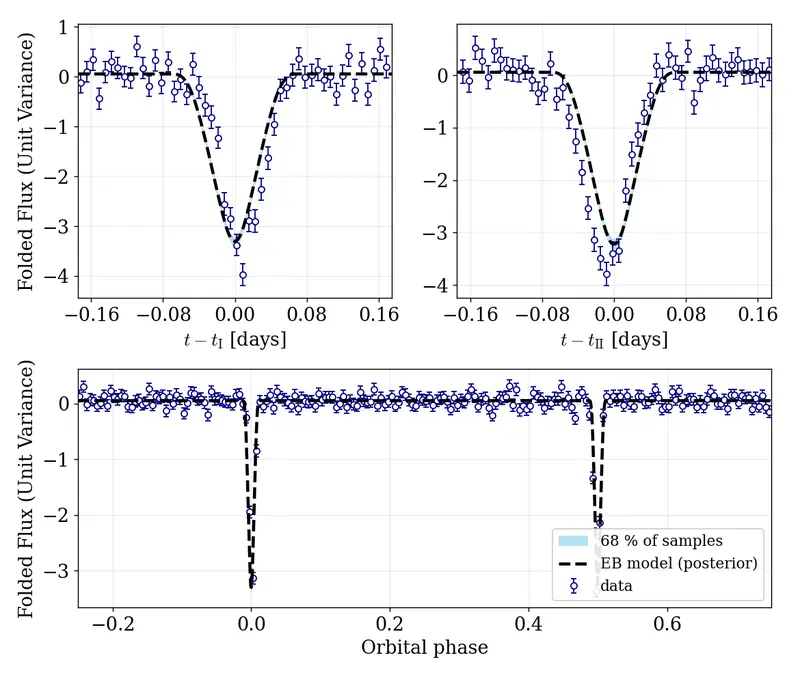 Folded Flux (Unit Variance)
1
0
−1
−2
−3
−4
−0.16 −0.08 0.00 0.08 0.16
t − tI [days]
0
−1
−2
−3
−4
−0.16 −0.08 0.00 0.08 0.16
t − tII [days]
Folded Flux (Unit Variance)
0
−1
−2
−3
68 % of samples
EB model (posterior)
data
−0.2 0.0 0.2 0.4 0.6
Orbital phase